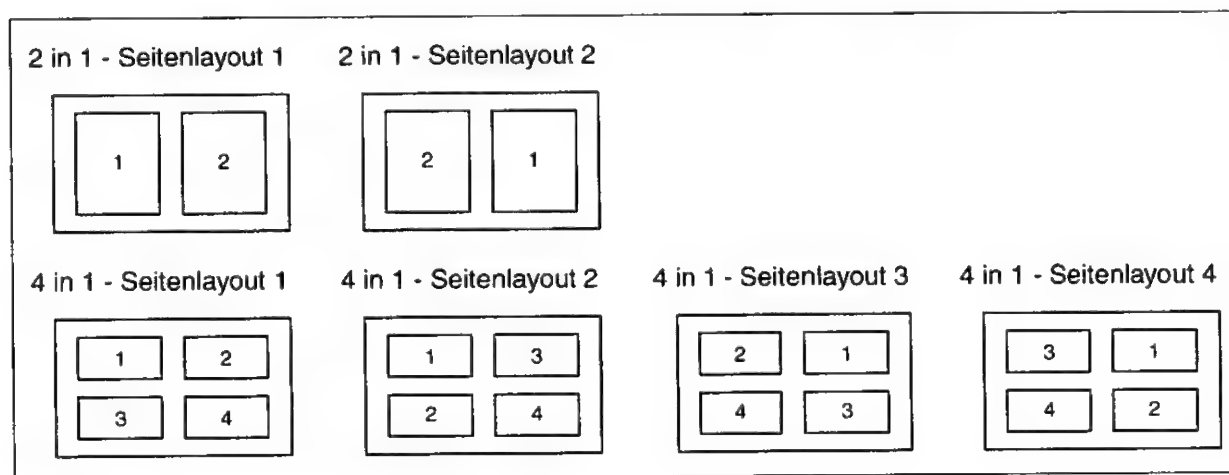 2 in 1 - Seitenlayout 1 2 in 1 - Seitenlayout 2
1 2 2 1
4 in 1 - Seitenlayout 1 4 in 1 - Seitenlayout 2 4 in 1 - Seitenlayout 3 4 in 1 - Seitenlayout 4
1 2 1 3 2 1 3 1
3 4 2 4 4 3 4 2